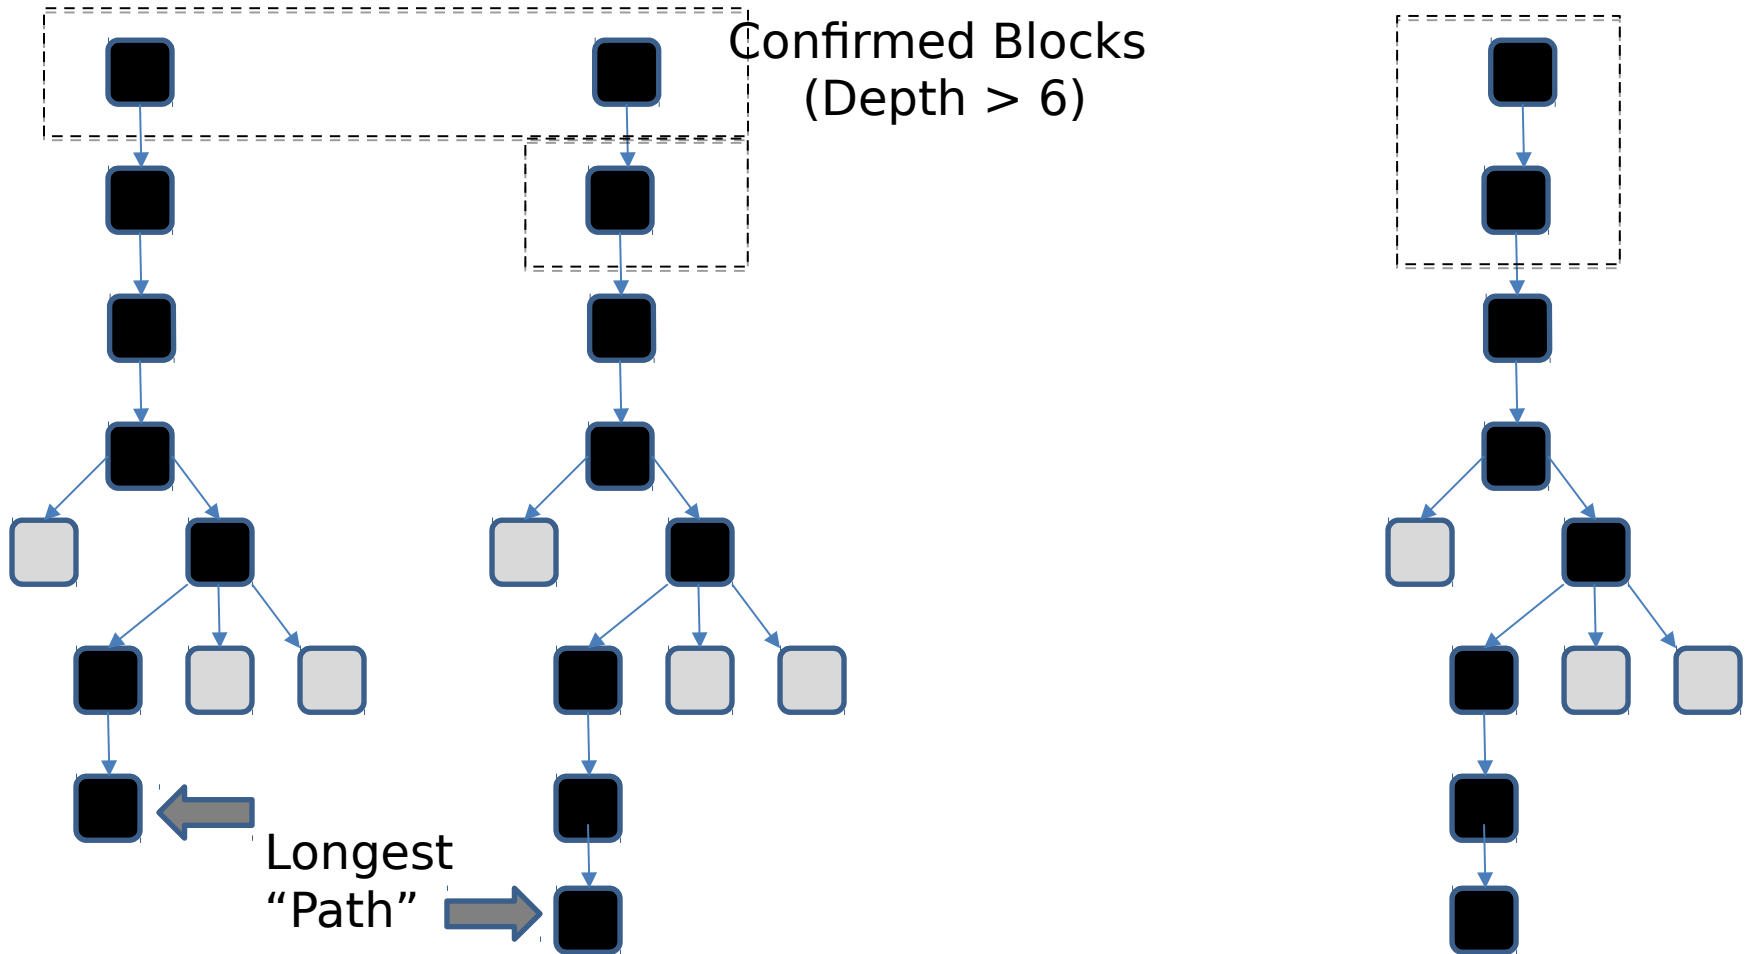 Confirmed Blocks
(Depth > 6)
Longest
“Path”